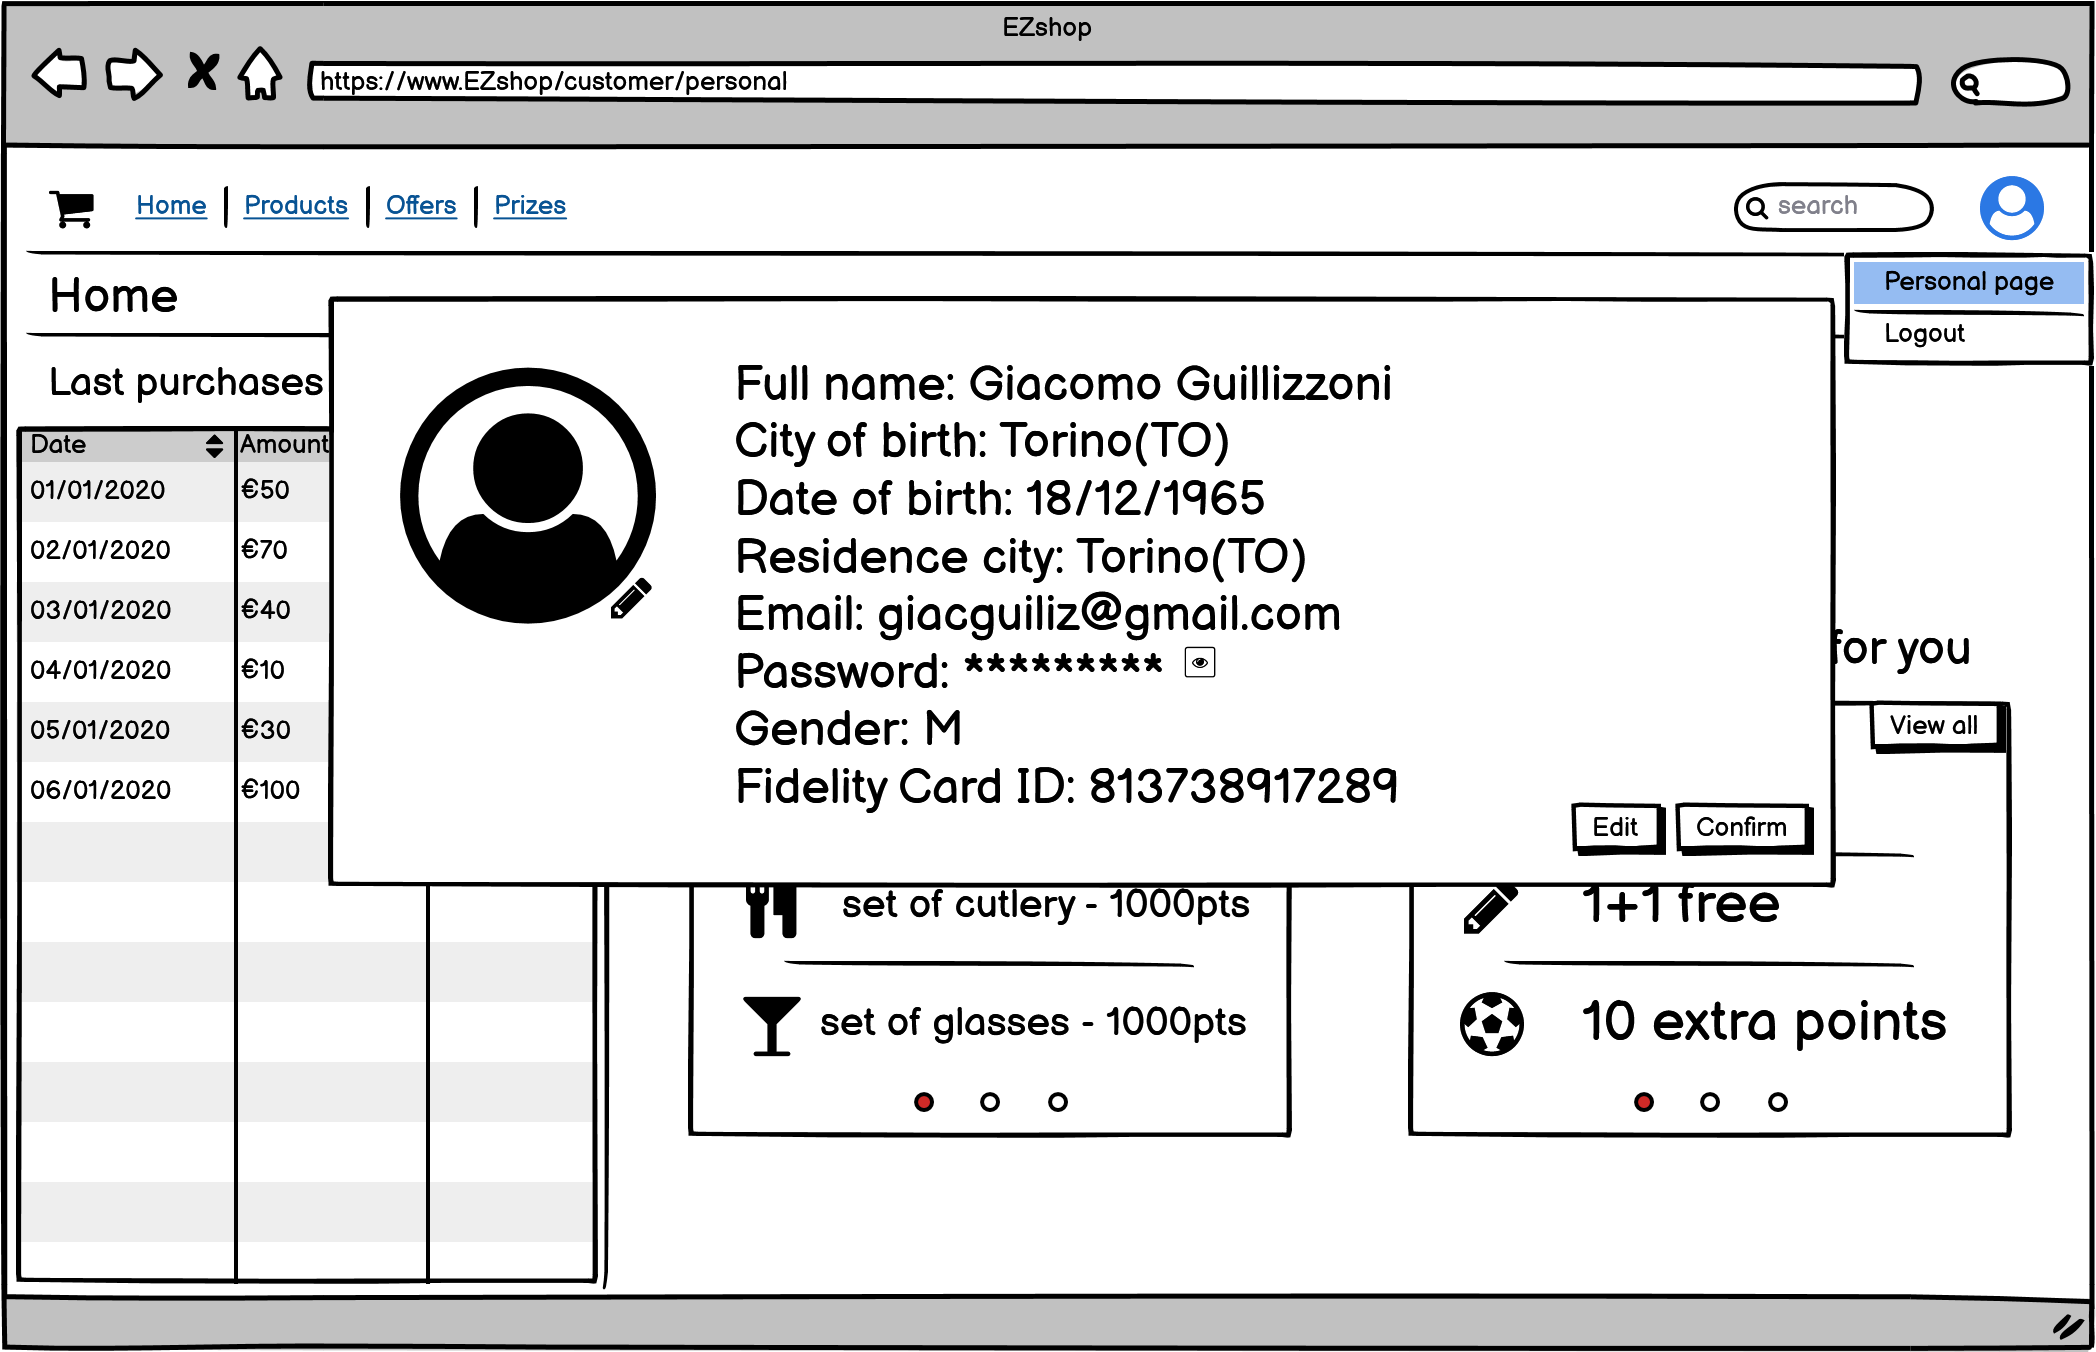 EZshop
https://www.EZshop/customer/personal
Home Products Offers Prizes search
Personal page
Logout
Home
Last purchases
Date Amount
01/01/2020 €50
02/01/2020 €70
03/01/2020 €40
04/01/2020 €10
05/01/2020 €30
06/01/2020 €100
Full name: Giacomo Guillizzoni
City of birth: Torino(TO)
Date of birth: 18/12/1965
Residence city: Torino(TO)
Email: giacguiliz@gmail.com
Password: *********
Gender: M
Fidelity Card ID: 813738917289
Edit Confirm
for you
View all
set of cutlery - 1000pts
set of glasses - 1000pts
1+1 free
10 extra points